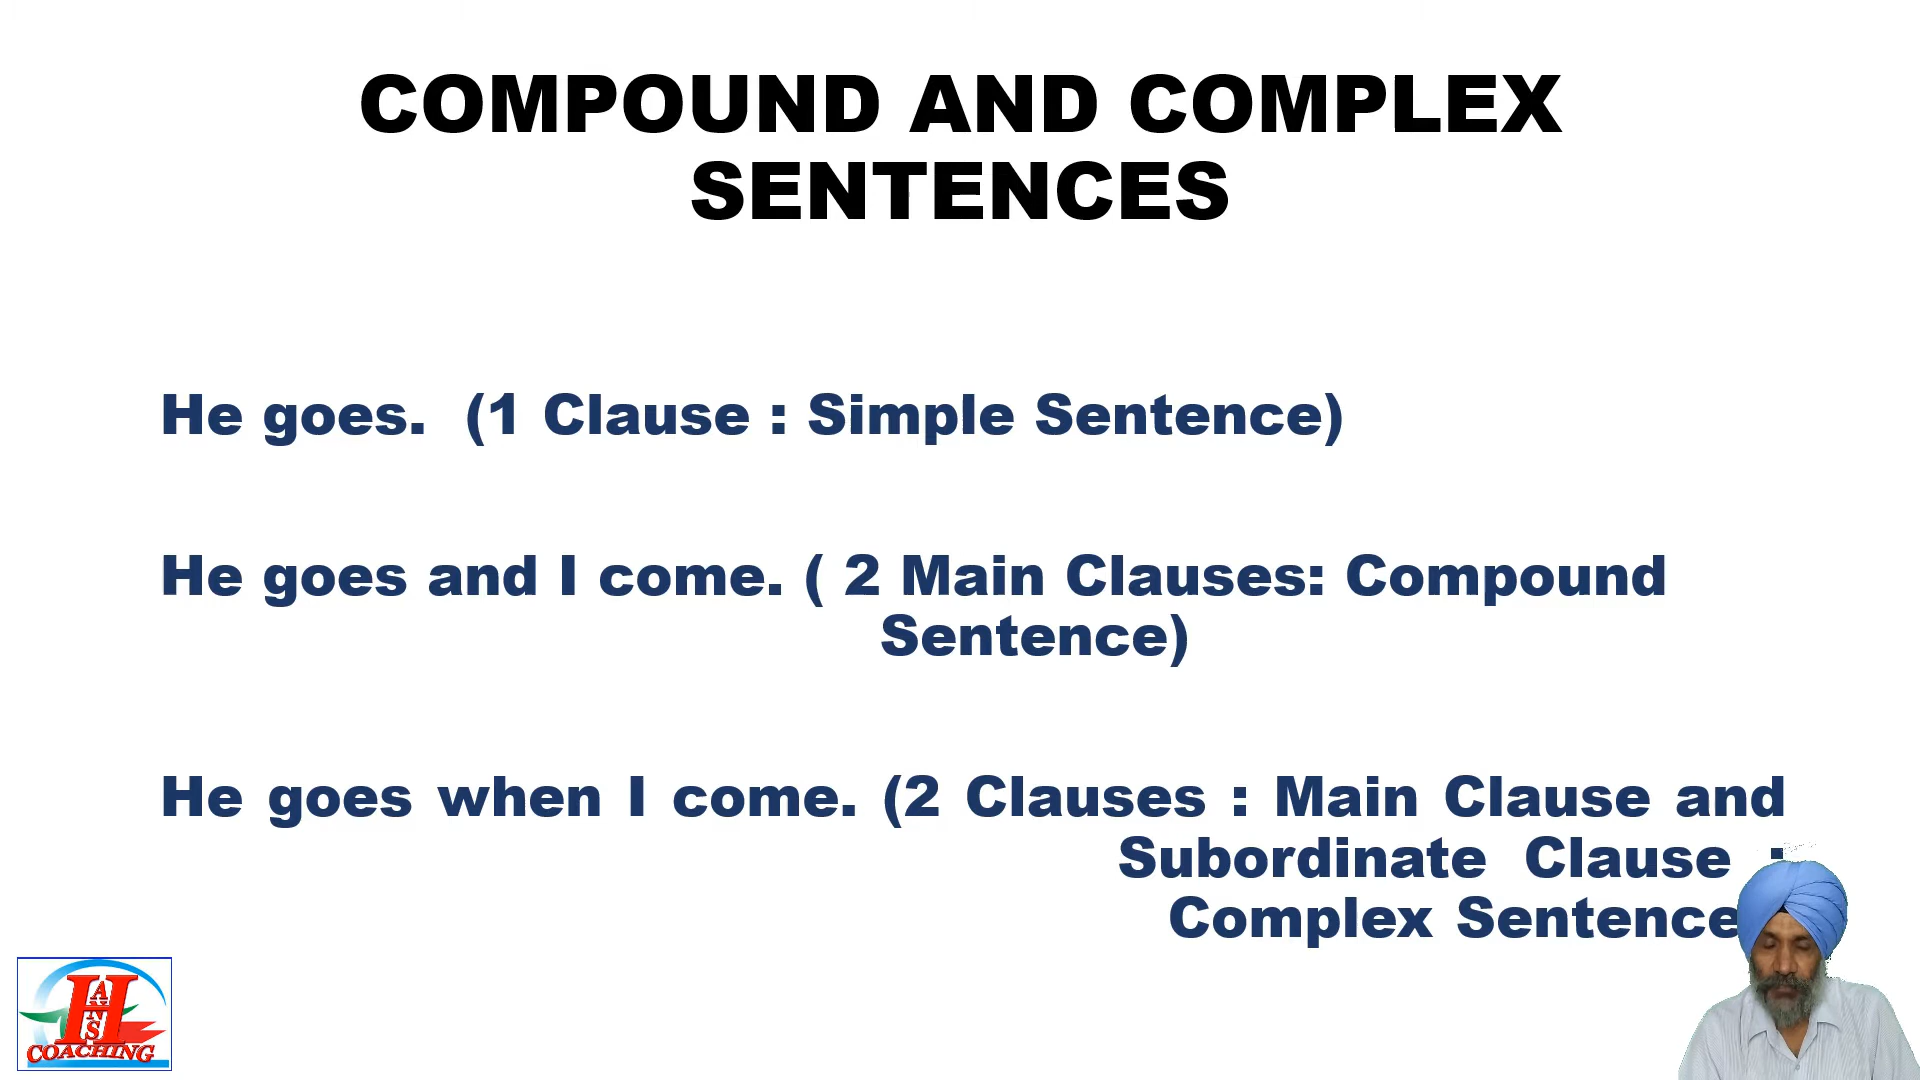 COMPOUND AND COMPLEX
SENTENCES
He goes. (1 Clause : Simple Sentence)
He goes and I come. ( 2 Main Clauses: Compound
Sentence)
He goes when I come. (2 Clauses : Main Clause and
Subordinate Clause :
Complex Sentence
HANS
COACHING